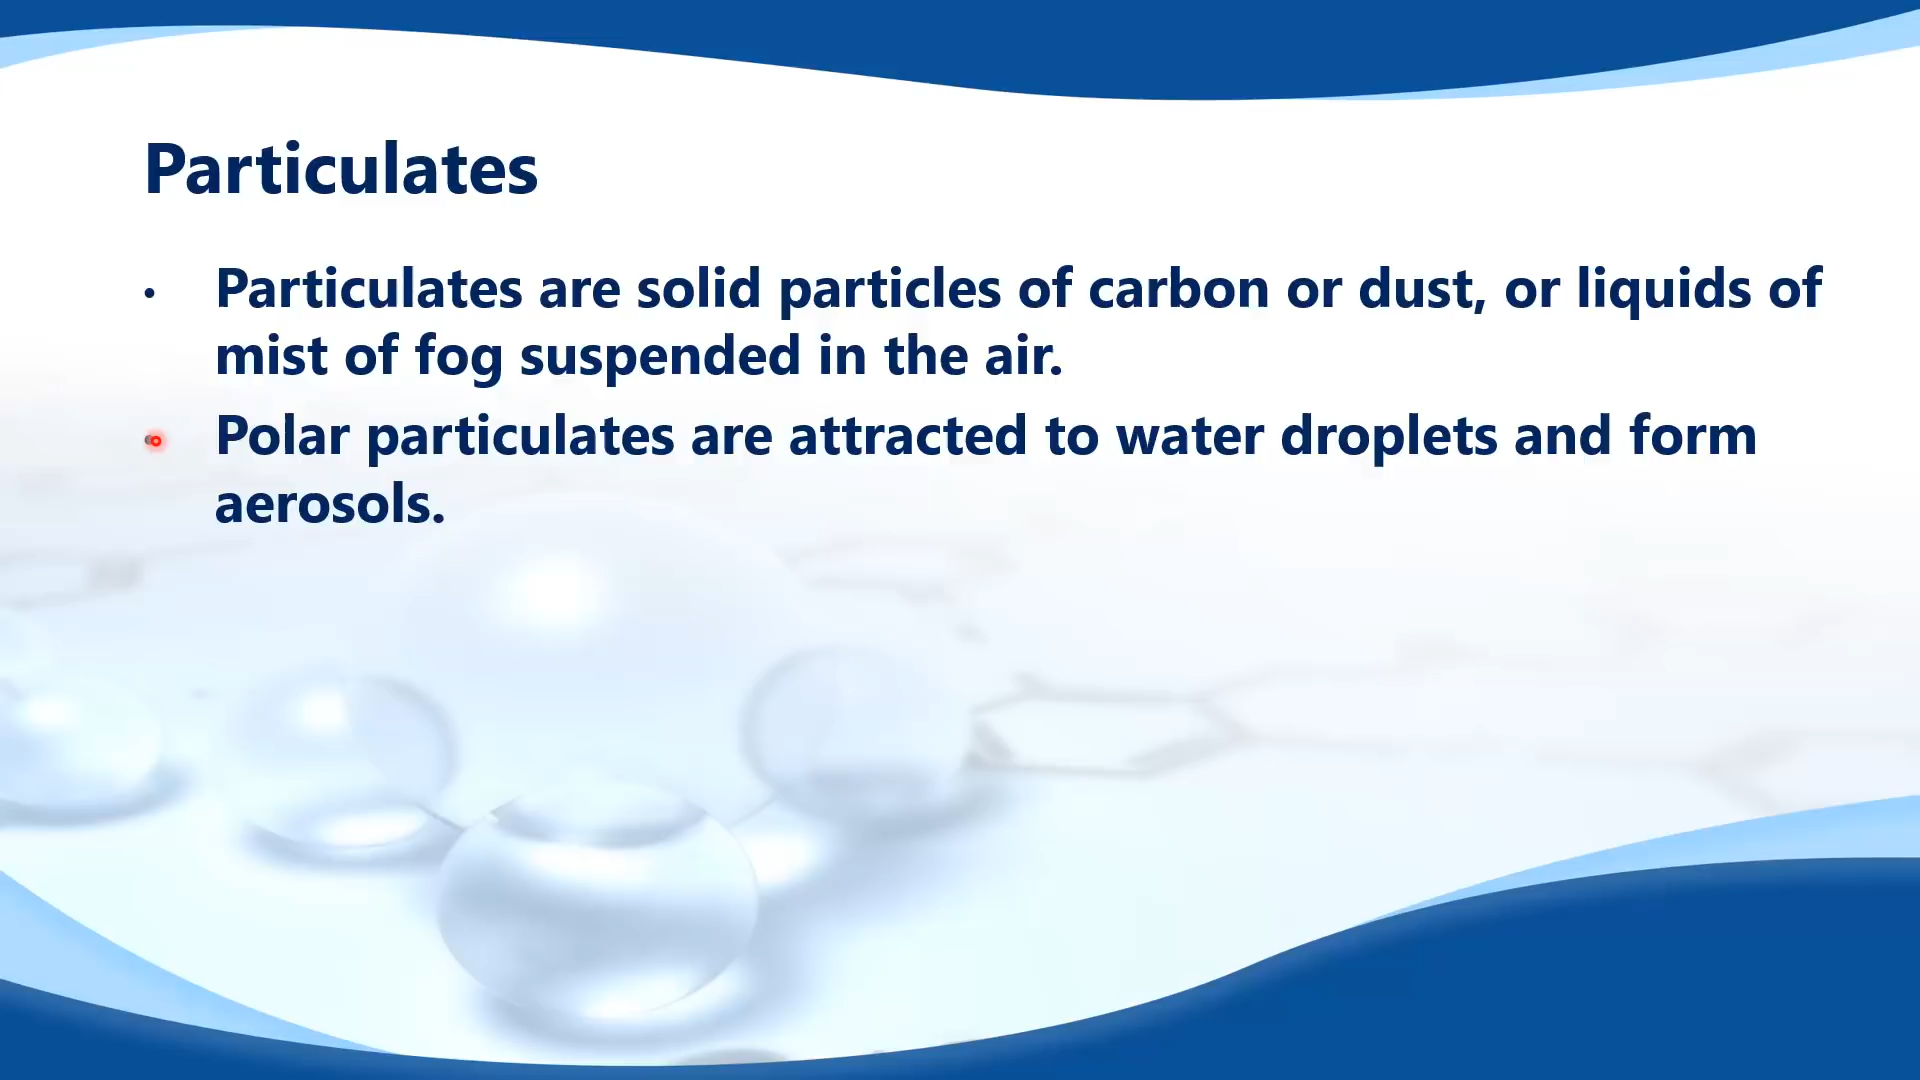 Particulates
• Particulates are solid particles of carbon or dust, or liquids of
mist of fog suspended in the air.
• Polar particulates are attracted to water droplets and form
aerosols.